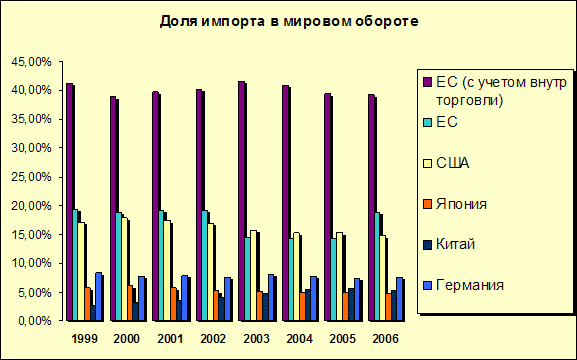 Доля импорта в мировом обороте
45,00%
40,00%
35,00%
30,00%
25,00%
20,00%
15,00%
10,00%
5,00%
0,00%
1999 2000 2001 2002 2003 2004 2005 2006
ЕС (с учетом внутр
торговли)
ЕС
США
Япония
Китай
Германия